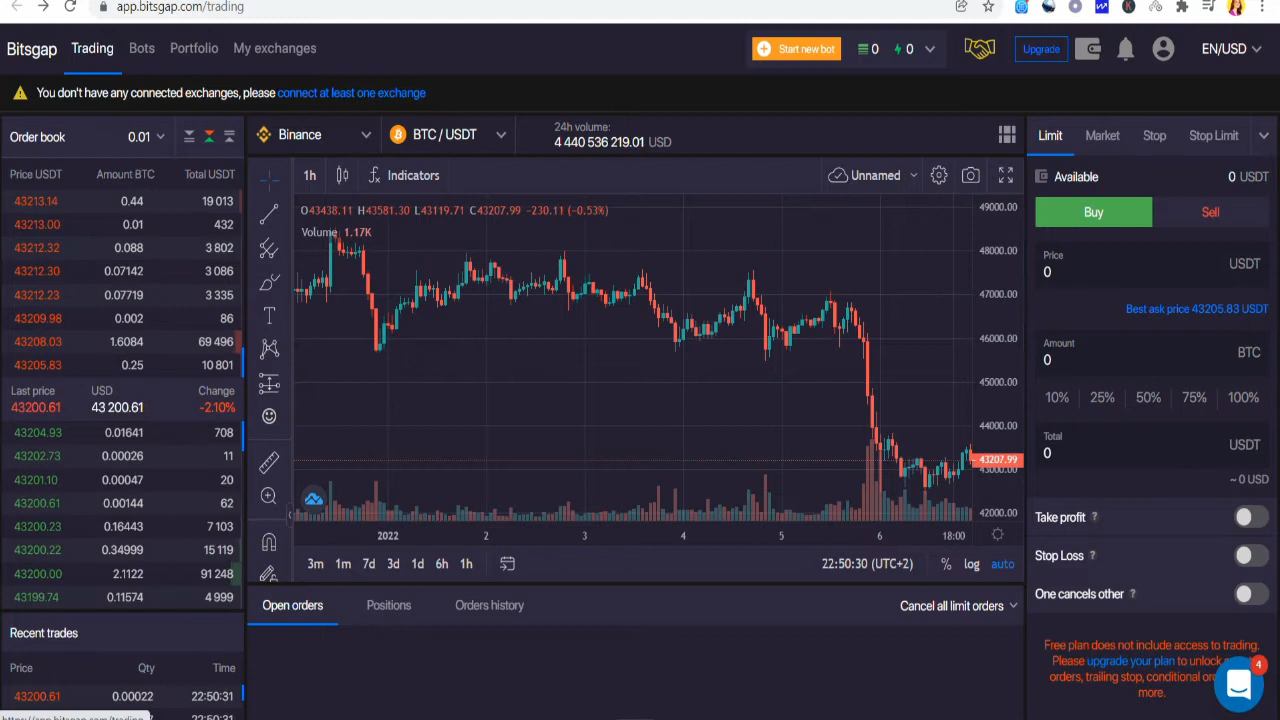 app.bitsgap.com/trading
Bitsgap Trading Bots Portfolio My exchanges
Start new bot 0 0 Upgrade EN/USD
You don't have any connected exchanges, please connect at least one exchange
Order book 0.01
Price USDT Amount BTC Total USDT
43213.14 0.44 19 013
43213.00 0.01 432
43212.32 0.088 3 802
43212.30 0.07142 3 086
43212.23 0.07719 3 335
43209.98 0.002 86
43208.03 1.6084 69 496
43205.83 0.25 10 801
Last price USD Change
43200.61 43 200.61 -2.10%
43204.93 0.01641 708
43202.73 0.00026 11
43201.10 0.00047 20
43200.61 0.00144 62
43200.23 0.16443 7 103
43200.22 0.34999 15 119
43200.00 2.1122 91 248
43199.74 0.11574 4 999
Recent trades
Price Qty Time
43200.61 0.00022 22:50:31
22:50:31
https://app.bitsgap.com/trading
Binance BTC / USDT
24h volume:
4 440 536 219.01 USD
1h Indicators Unnamed
O43438.11 H43581.30 L43119.71 C43207.99 -230.11 (-0.53%)
Volume 1.17K
49000.00
48000.00
47000.00
46000.00
45000.00
44000.00
43207.99
43000.00
42000.00
2022 2 3 4 5 6 18:00
3m 1m 7d 3d 1d 6h 1h 22:50:30 (UTC+2) % log auto
Open orders Positions Orders history Cancel all limit orders
Limit Market Stop Stop Limit
Available 0 USDT
Buy Sell
Price
0 USDT
Best ask price 43205.83 USDT
Amount
0 BTC
10% 25% 50% 75% 100%
Total
0 USDT
~ 0 USD
Take profit ?
Stop Loss ?
One cancels other ?
Free plan does not include access to trading.
Please upgrade your plan to unlock
orders, trailing stop, conditional
more.
4